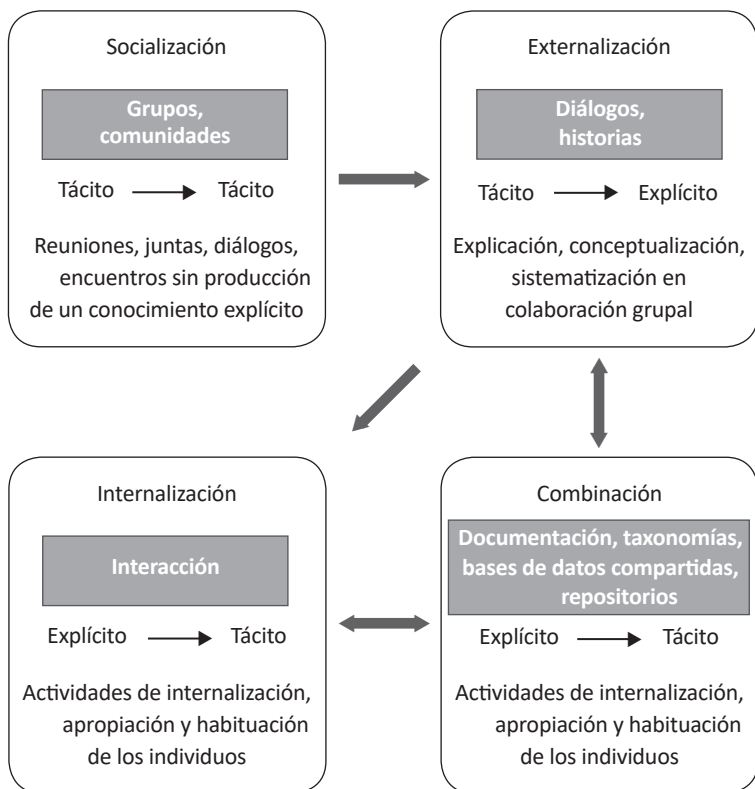 Socialización
Grupos,
comunidades
Tácito Tácito
Reuniones, juntas, diálogos,
encuentros sin producción
de un conocimiento explícito
Externalización
Diálogos,
historias
Tácito Explícito
Explicación, conceptualización,
sistematización en
colaboración grupal
Internalización
Interacción
Explícito Tácito
Actividades de internalización,
apropiación y habituación
de los individuos
Combinación
Documentación, taxonomías,
bases de datos compartidas,
repositorios
Explícito Tácito
Actividades de internalización,
apropiación y habituación
de los individuos